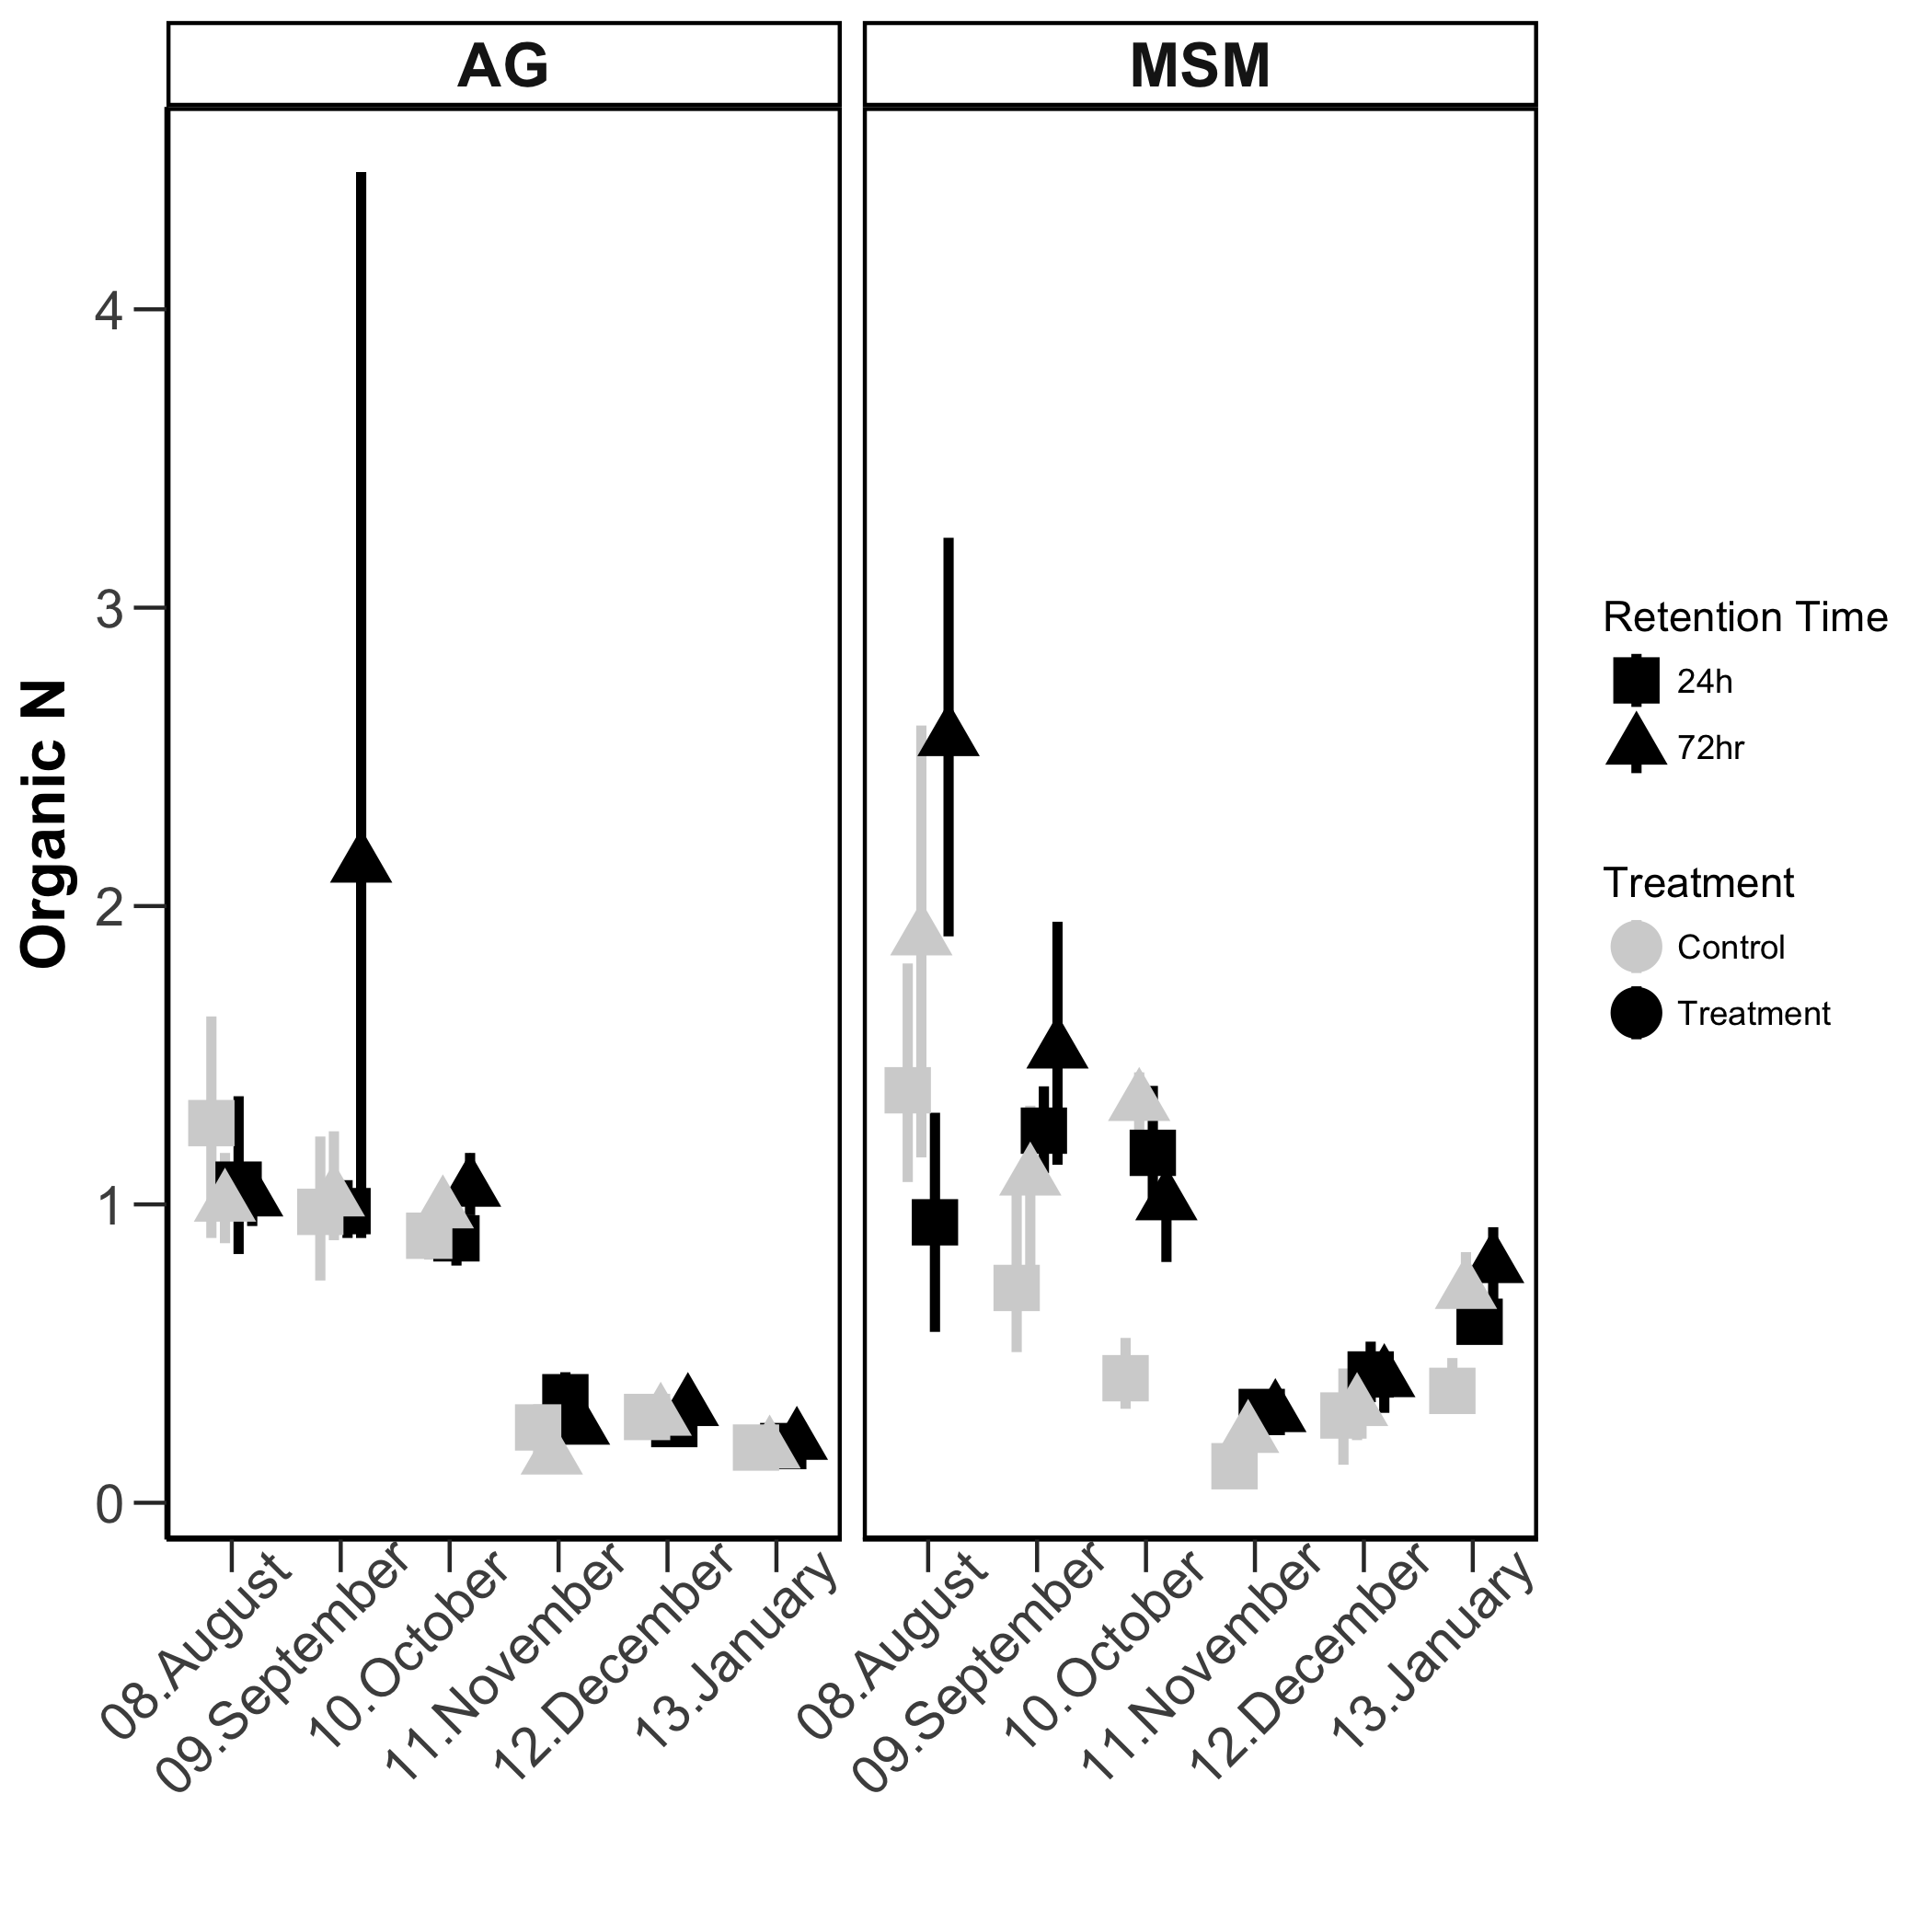 AG
MSM
Organic N
4
3
2
1
0
08.August
09.September
10.October
11.November
12.December
13.January
08.August
09.September
10.October
11.November
12.December
13.January
Retention Time
24h
72hr
Treatment
Control
Treatment